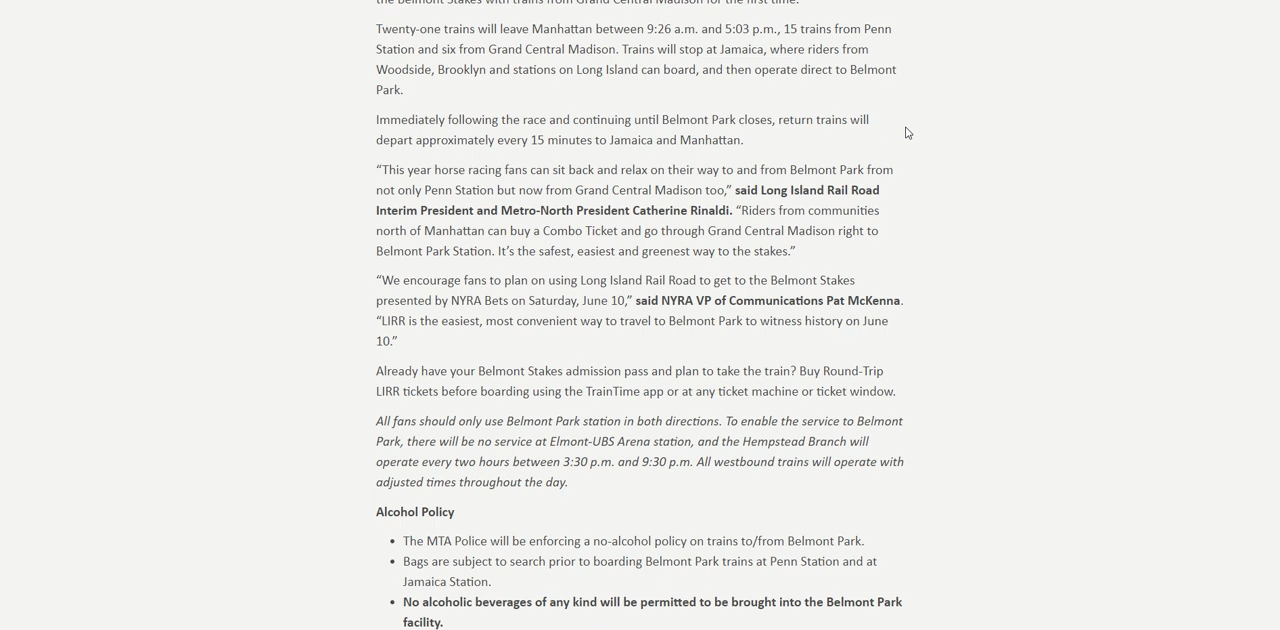 the Belmont Stakes with trains from Grand Central Madison for the first time.
Twenty-one trains will leave Manhattan between 9:26 a.m. and 5:03 p.m., 15 trains from Penn
Station and six from Grand Central Madison. Trains will stop at Jamaica, where riders from
Woodside, Brooklyn and stations on Long Island can board, and then operate direct to Belmont
Park.
Immediately following the race and continuing until Belmont Park closes, return trains will
depart approximately every 15 minutes to Jamaica and Manhattan.
“This year horse racing fans can sit back and relax on their way to and from Belmont Park from
not only Penn Station but now from Grand Central Madison too,” said Long Island Rail Road
Interim President and Metro-North President Catherine Rinaldi. “Riders from communities
north of Manhattan can buy a Combo Ticket and go through Grand Central Madison right to
Belmont Park Station. It’s the safest, easiest and greenest way to the stakes.”
“We encourage fans to plan on using Long Island Rail Road to get to the Belmont Stakes
presented by NYRA Bets on Saturday, June 10,” said NYRA VP of Communications Pat McKenna.
“LIRR is the easiest, most convenient way to travel to Belmont Park to witness history on June
10.”
Already have your Belmont Stakes admission pass and plan to take the train? Buy Round-Trip
LIRR tickets before boarding using the TrainTime app or at any ticket machine or ticket window.
All fans should only use Belmont Park station in both directions. To enable the service to Belmont
Park, there will be no service at Elmont-UBS Arena station, and the Hempstead Branch will
operate every two hours between 3:30 p.m. and 9:30 p.m. All westbound trains will operate with
adjusted times throughout the day.
Alcohol Policy
• The MTA Police will be enforcing a no-alcohol policy on trains to/from Belmont Park.
• Bags are subject to search prior to boarding Belmont Park trains at Penn Station and at
Jamaica Station.
• No alcoholic beverages of any kind will be permitted to be brought into the Belmont Park
facility.